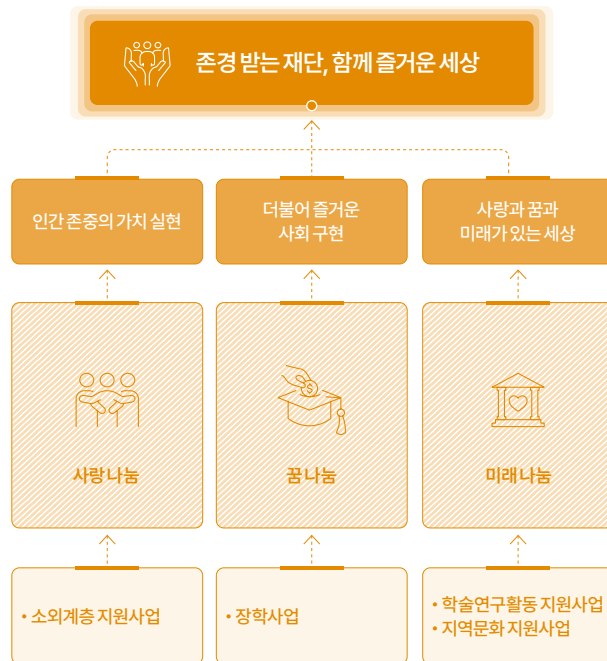 존경 받는 재단, 함께 즐거운 세상
인간 존중의 가치 실현
더불어 즐거운
사회 구현
사랑과 꿈과
미래가 있는 세상
$
사랑 나눔
꿈 나눔
미래 나눔
• 소외계층 지원사업
• 장학사업
• 학술연구활동 지원사업
• 지역문화 지원사업